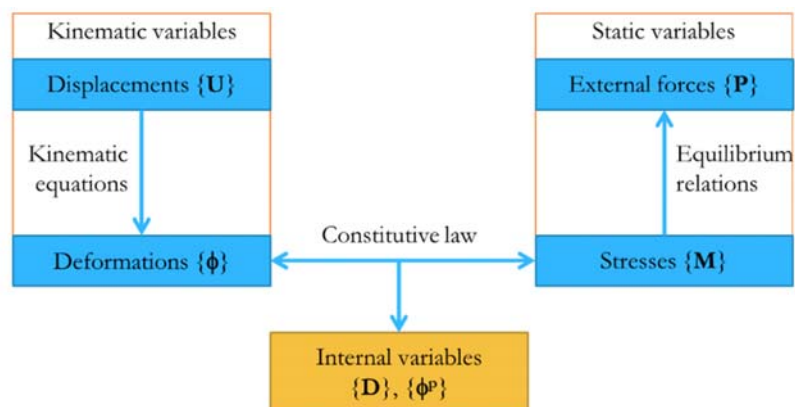 Kinematic variables
Displacements {U}
Kinematic
equations
Deformations {ϕ}
Static variables
External forces {P}
Equilibrium
relations
Stresses {M}
Constitutive law
Internal variables
{D}, {ϕᵖ}